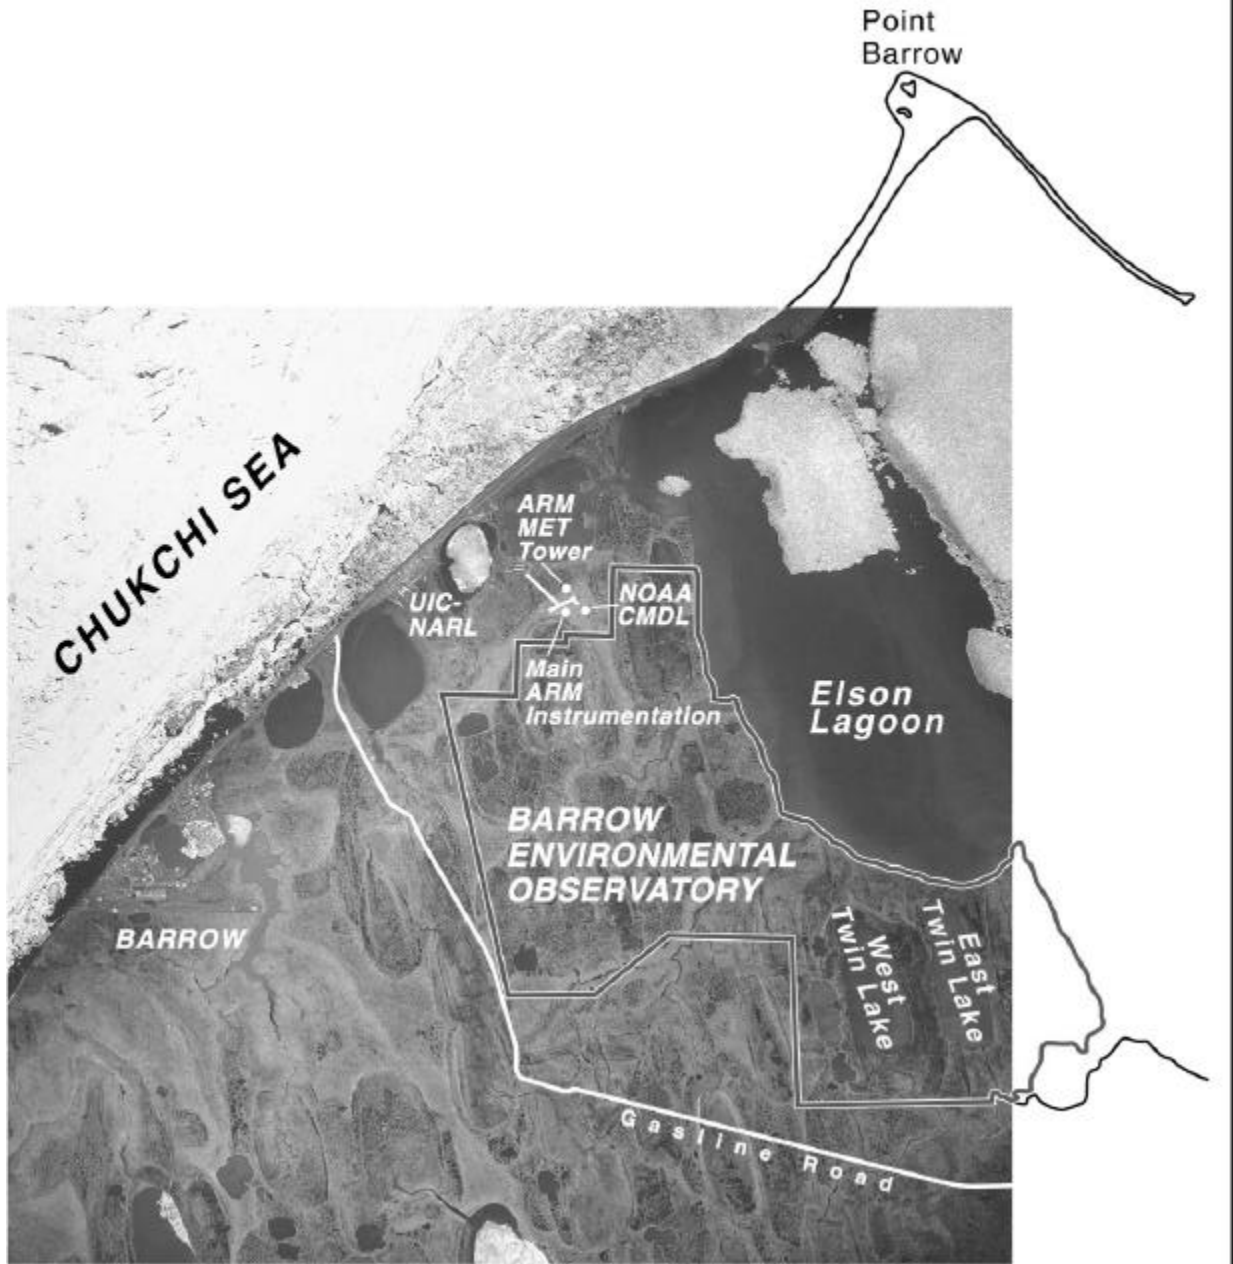 Point
Barrow
CHUKCHI SEA
ARM
MET
Tower
UIC-
NARL
NOAA
CMDL
Main
ARM
Instrumentation
Elson
Lagoon
BARROW
ENVIRONMENTAL
OBSERVATORY
BARROW
West
Twin Lake
East
Twin Lake
Gasline Road